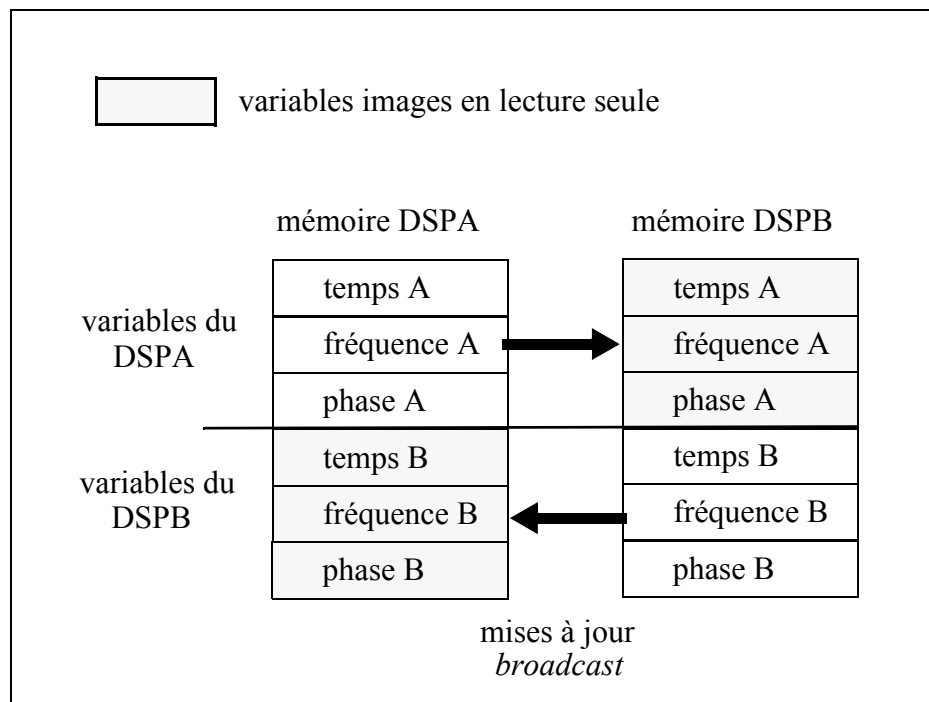 variables images en lecture seule
mémoire DSPA
mémoire DSPB
variables du
DSPA
temps A
fréquence A
phase A
temps A
fréquence A
phase A
variables du
DSPB
temps B
fréquence B
phase B
temps B
fréquence B
phase B
mises à jour
broadcast